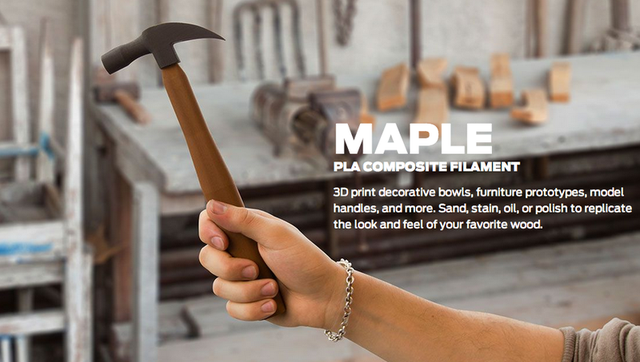 MAPLE
PLA COMPOSITE FILAMENT
3D print decorative bowls, furniture prototypes, model
handles, and more. Sand, stain, oil, or polish to replicate
the look and feel of your favorite wood.